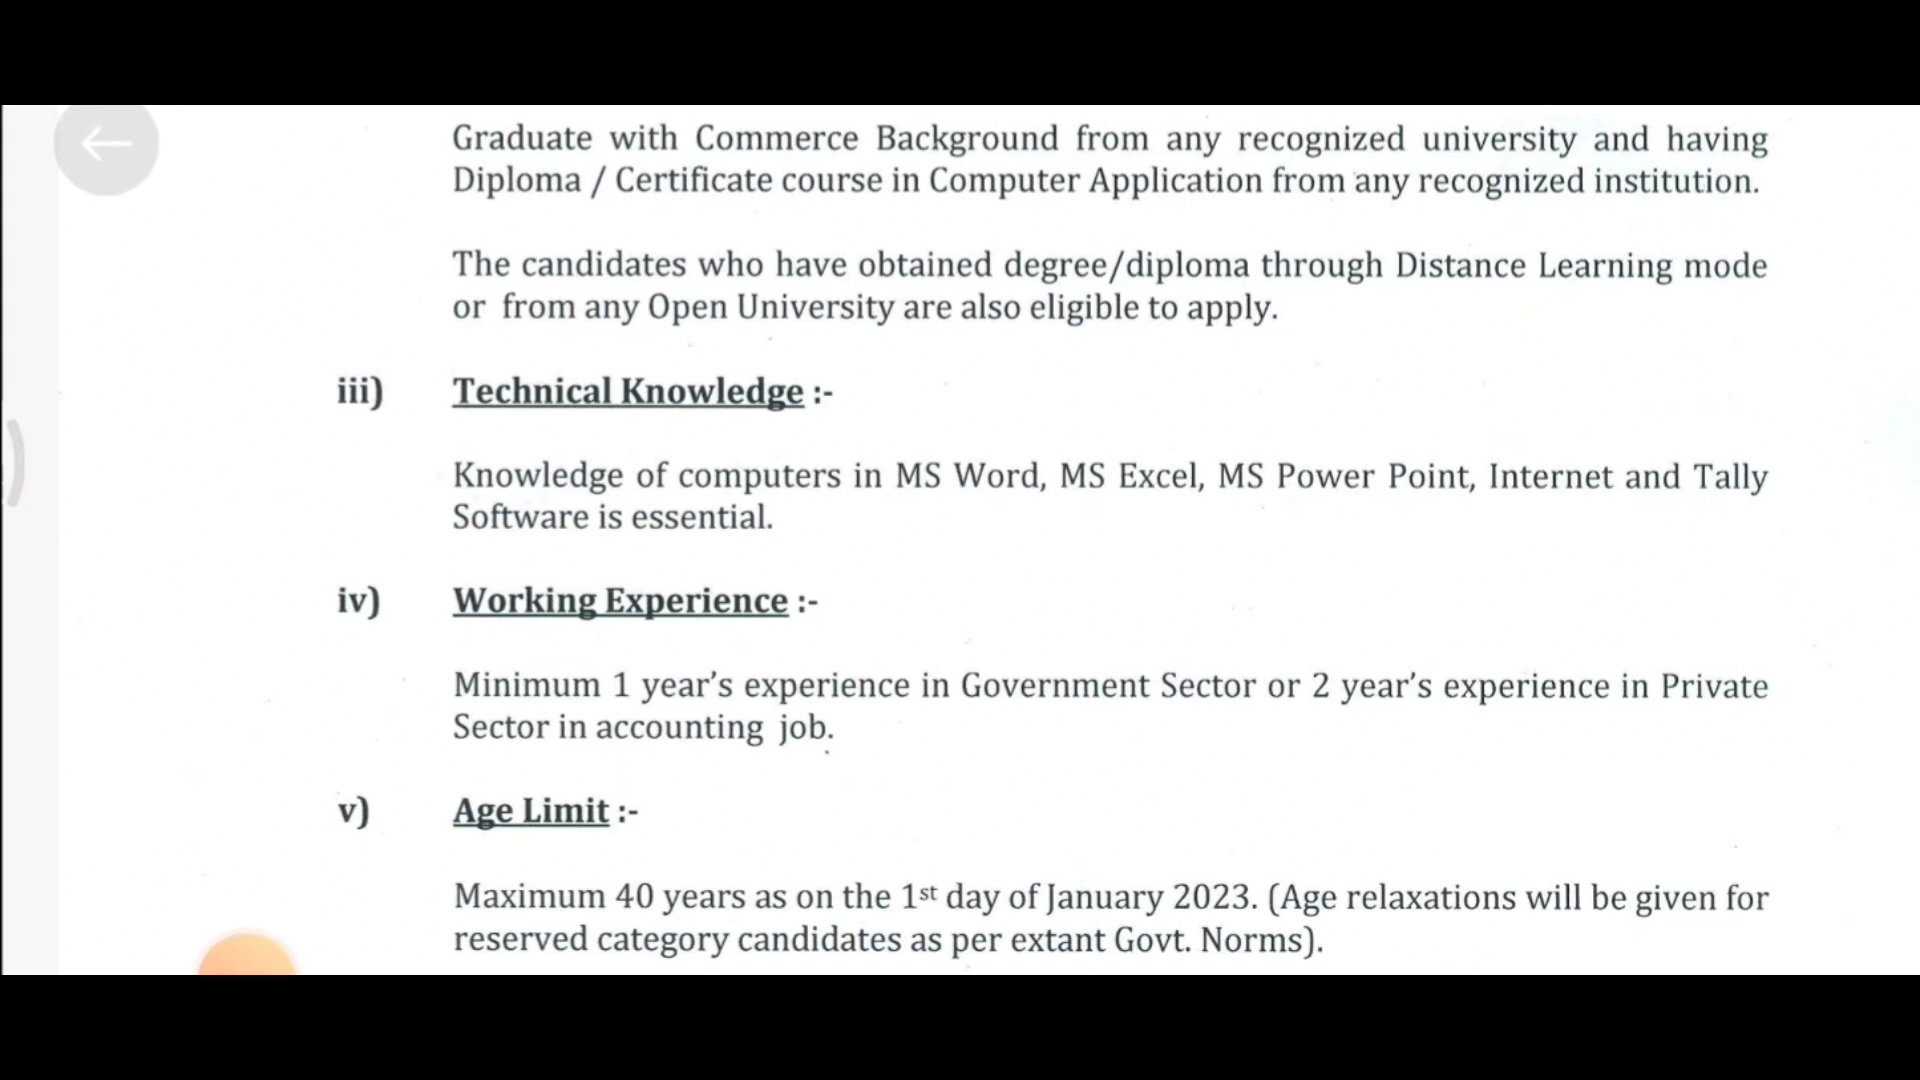 Graduate with Commerce Background from any recognized university and having
Diploma / Certificate course in Computer Application from any recognized institution.
The candidates who have obtained degree/diploma through Distance Learning mode
or from any Open University are also eligible to apply.
iii) Technical Knowledge :-
Knowledge of computers in MS Word, MS Excel, MS Power Point, Internet and Tally
Software is essential.
iv) Working Experience :-
Minimum 1 year’s experience in Government Sector or 2 year’s experience in Private
Sector in accounting job.
v) Age Limit :-
Maximum 40 years as on the 1st day of January 2023. (Age relaxations will be given for
reserved category candidates as per extant Govt. Norms).